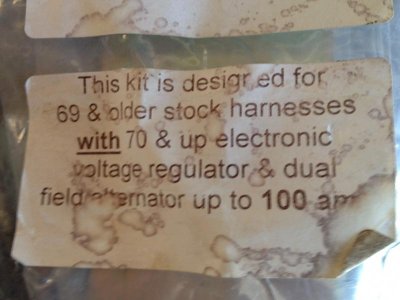 This kit is designed for
69 & older stock harnesses
with 70 & up electronic
voltage regulator & dual
field alternator up to 100